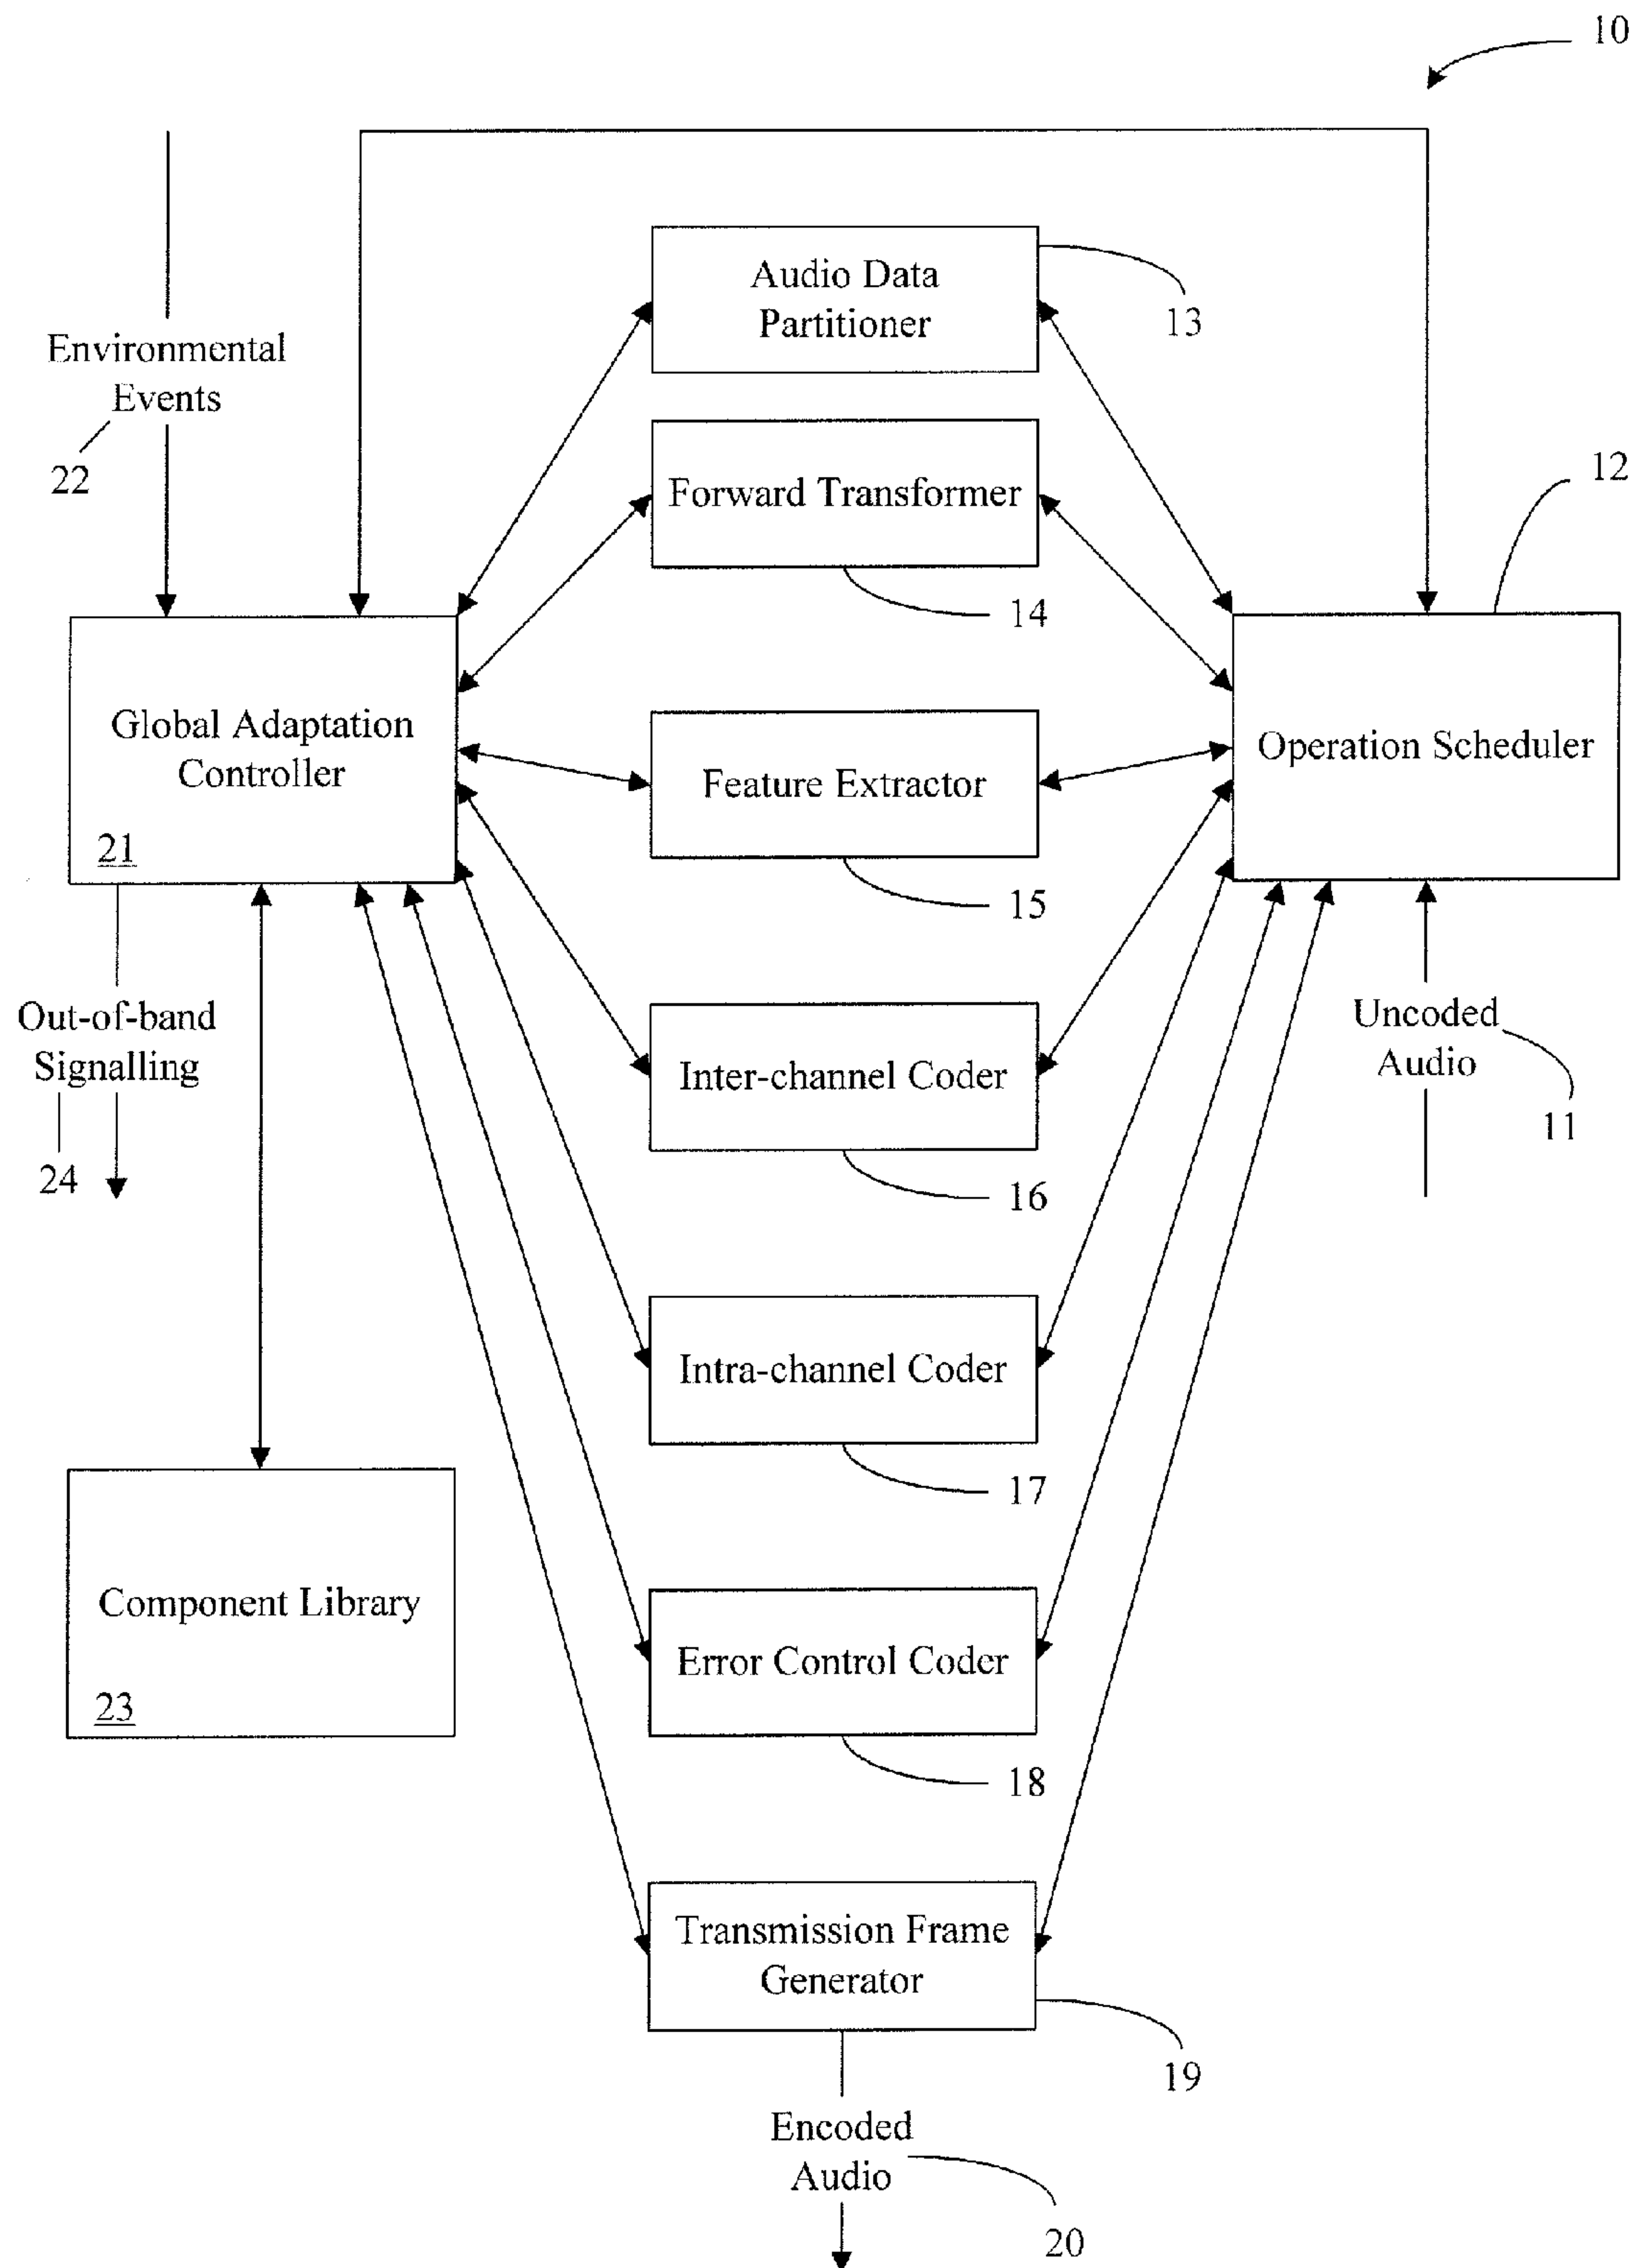 10
Audio Data
Partitioner
13
Environmental
Events
22
Forward Transformer
14
12
Global Adaptation
Controller
21
Feature Extractor
15
Operation Scheduler
Out-of-band
Signalling
24
Inter-channel Coder
16
Uncoded
Audio
11
Intra-channel Coder
17
Component Library
23
Error Control Coder
18
Transmission Frame
Generator
19
Encoded
Audio
20